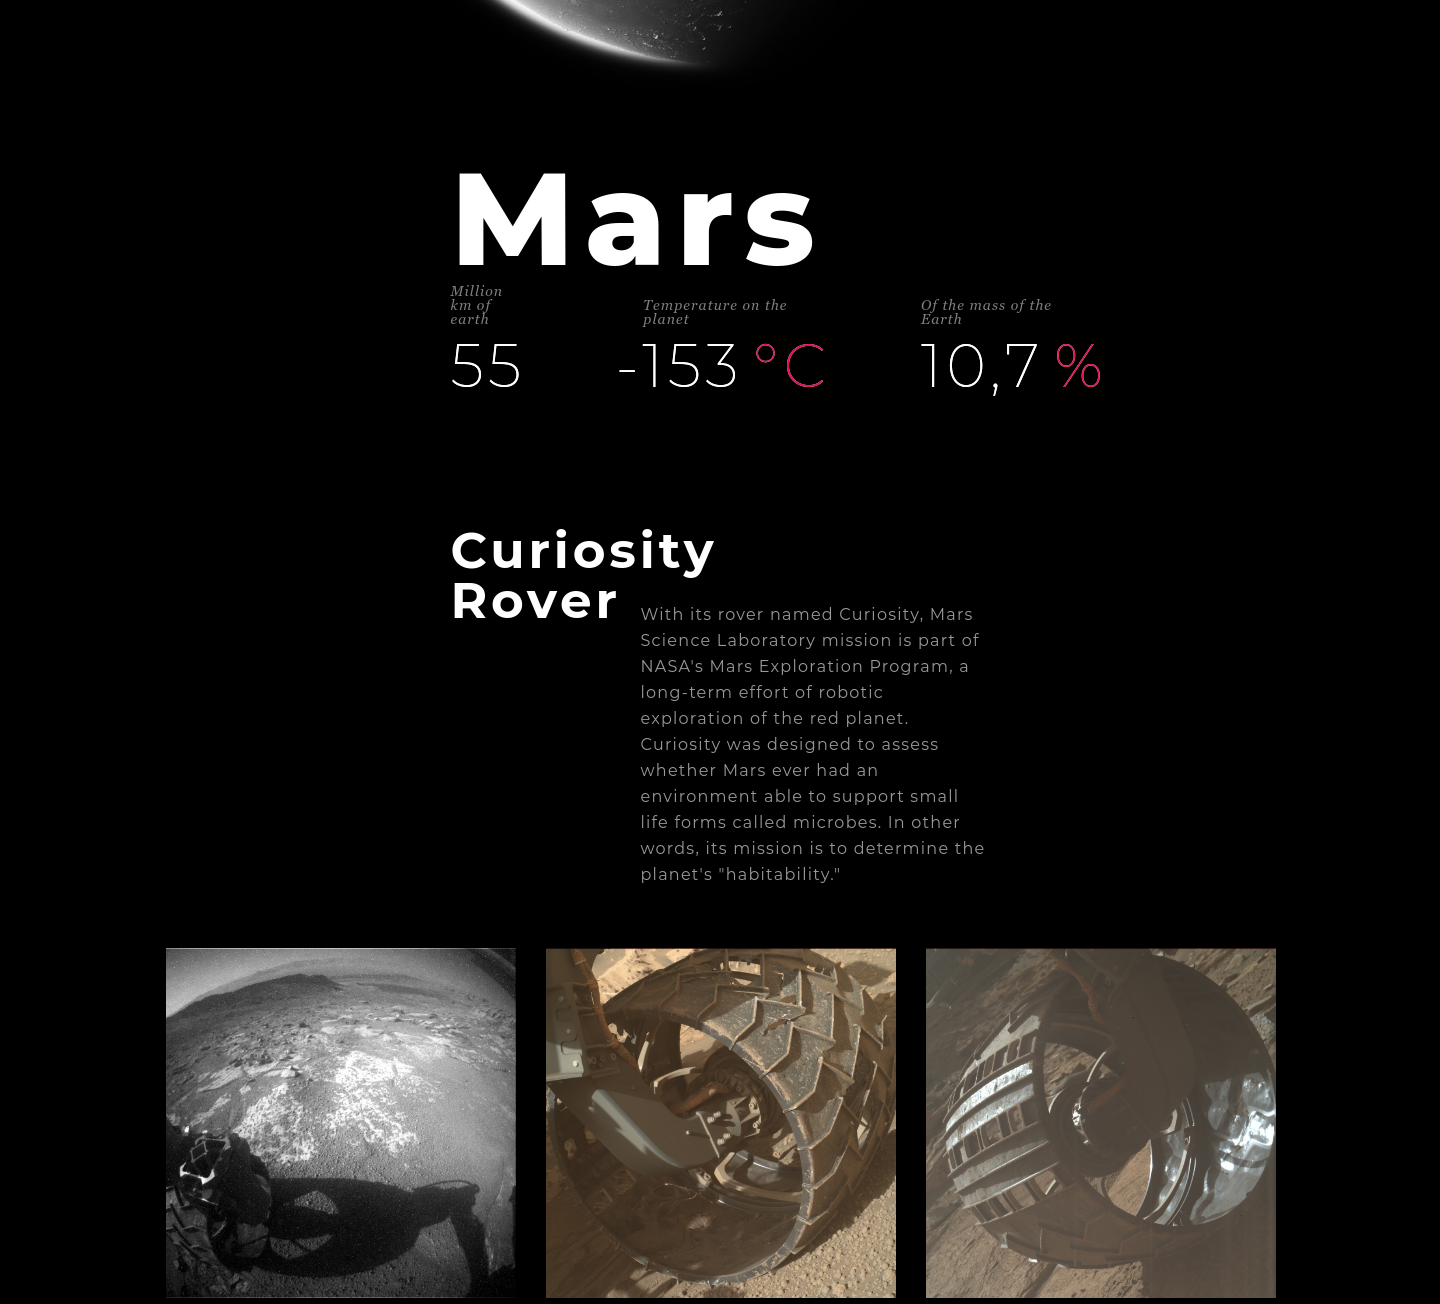 Mars
Million
km of
earth
55
Temperature on the
planet
-153 °C
Of the mass of the
Earth
10,7 %
Curiosity
Rover
With its rover named Curiosity, Mars
Science Laboratory mission is part of
NASA's Mars Exploration Program, a
long-term effort of robotic
exploration of the red planet.
Curiosity was designed to assess
whether Mars ever had an
environment able to support small
life forms called microbes. In other
words, its mission is to determine the
planet's "habitability."